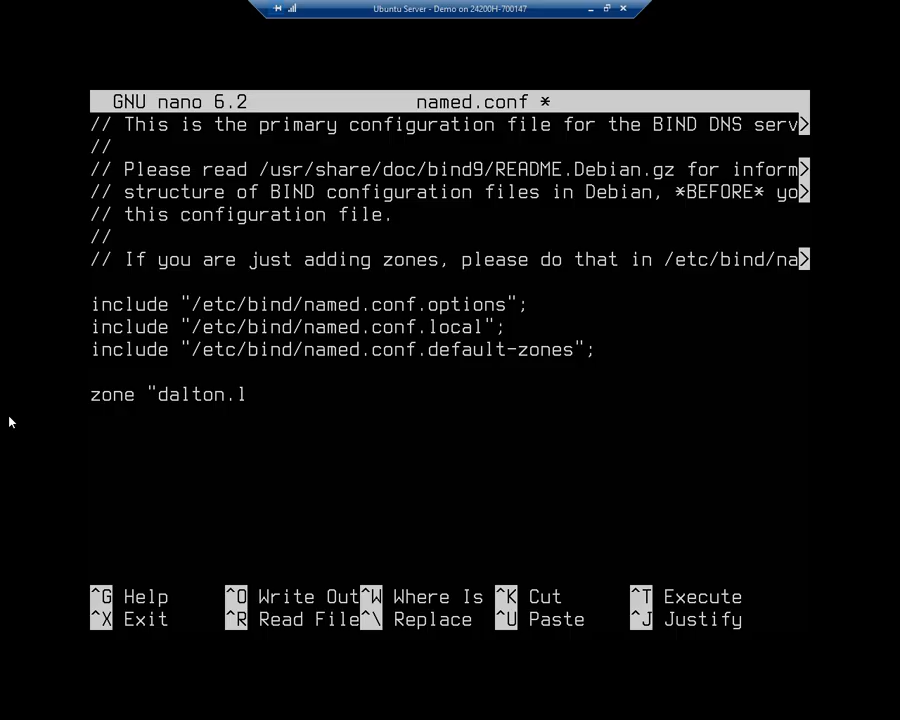 Ubuntu Server - Demo on 24200H-700147
GNU nano 6.2 named.conf *
// This is the primary configuration file for the BIND DNS serv>
//
// Please read /usr/share/doc/bind9/README.Debian.gz for inform>
// structure of BIND configuration files in Debian, *BEFORE* yo>
// this configuration file.
//
// If you are just adding zones, please do that in /etc/bind/na>
include "/etc/bind/named.conf.options";
include "/etc/bind/named.conf.local";
include "/etc/bind/named.conf.default-zones";
zone "dalton.l
^G Help ^O Write Out ^W Where Is ^K Cut ^T Execute
^X Exit ^R Read File ^\ Replace ^U Paste ^J Justify